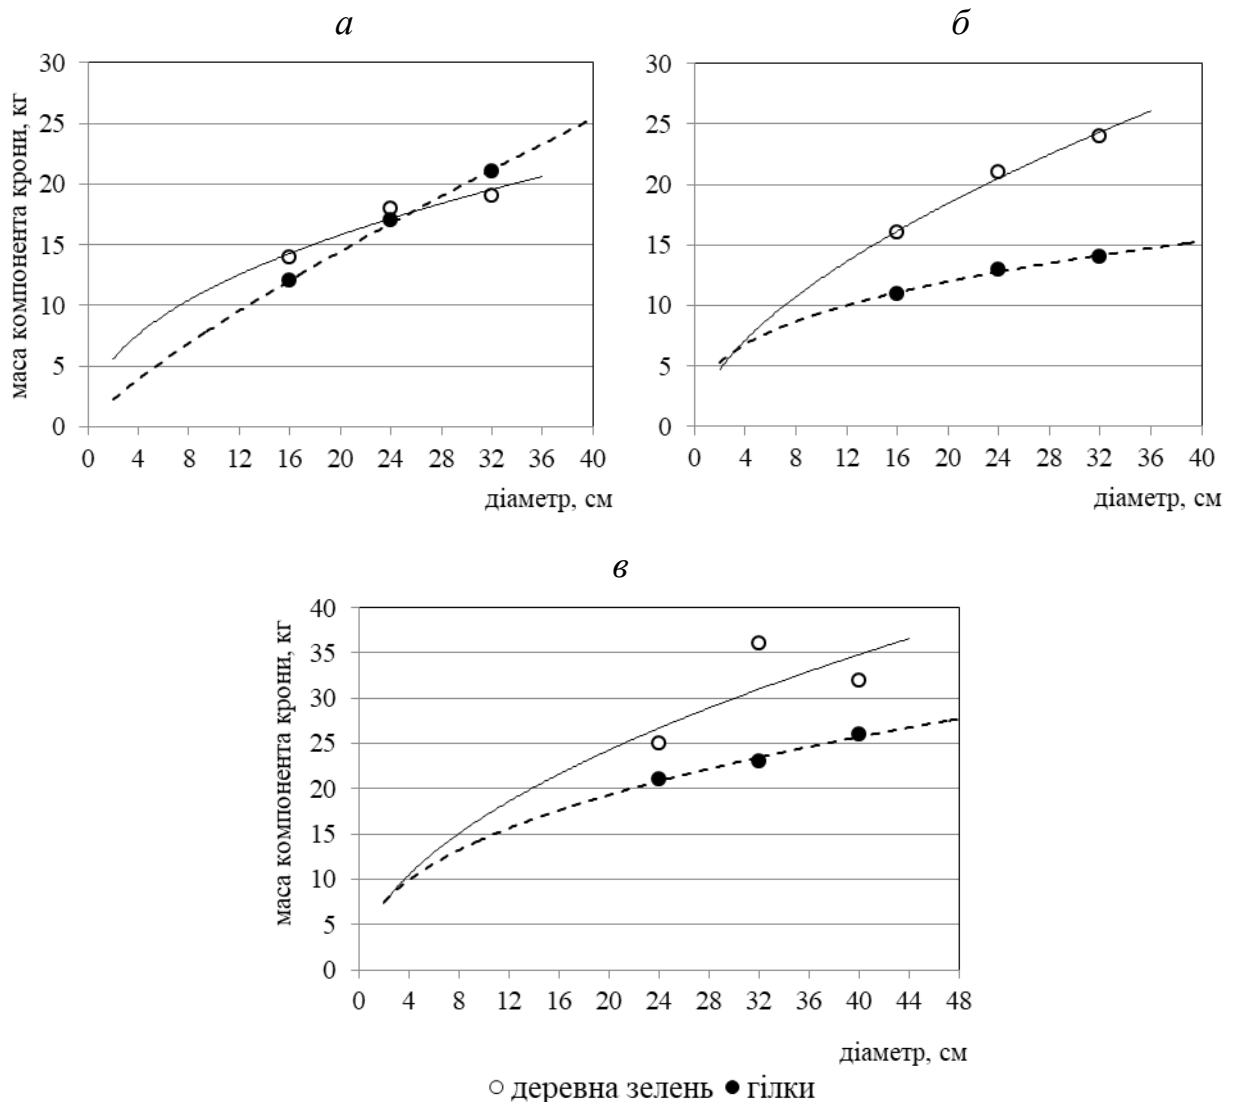 а
30
25
20
15
10
5
0
маса компонента крони, кг
0 4 8 12 16 20 24 28 32 36 40
діаметр, см
б
30
25
20
15
10
5
0
0 4 8 12 16 20 24 28 32 36 40
діаметр, см
в
40
35
30
25
20
15
10
5
0
маса компонента крони, кг
0 4 8 12 16 20 24 28 32 36 40 44 48
діаметр, см
деревна зелень гілки